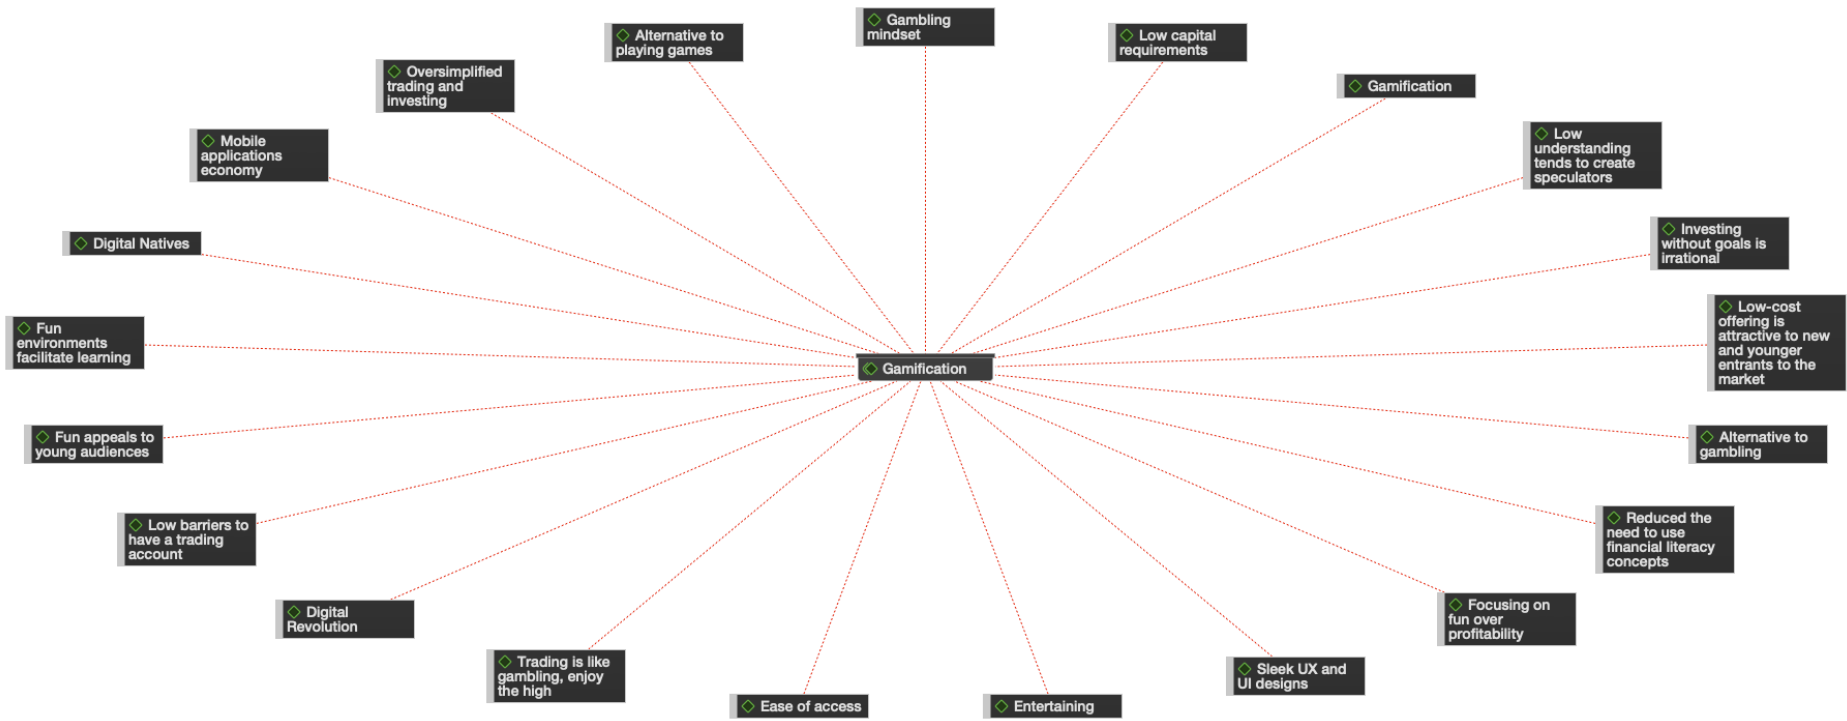 Gambling
mindset
Alternative to
playing games
Low capital
requirements
Oversimplified
trading and
investing
Gamification
Mobile
applications
economy
Low
understanding
tends to create
speculators
Digital Natives
Investing
without goals is
irrational
Fun
environments
facilitate learning
Low-cost
offering is
attractive to new
and younger
entrants to the
market
Gamification
Fun appeals to
young audiences
Alternative to
gambling
Low barriers to
have a trading
account
Reduced the
need to use
financial literacy
concepts
Digital
Revolution
Focusing on
fun over
profitability
Trading is like
gambling, enjoy
the high
Sleek UX and
UI designs
Ease of access
Entertaining